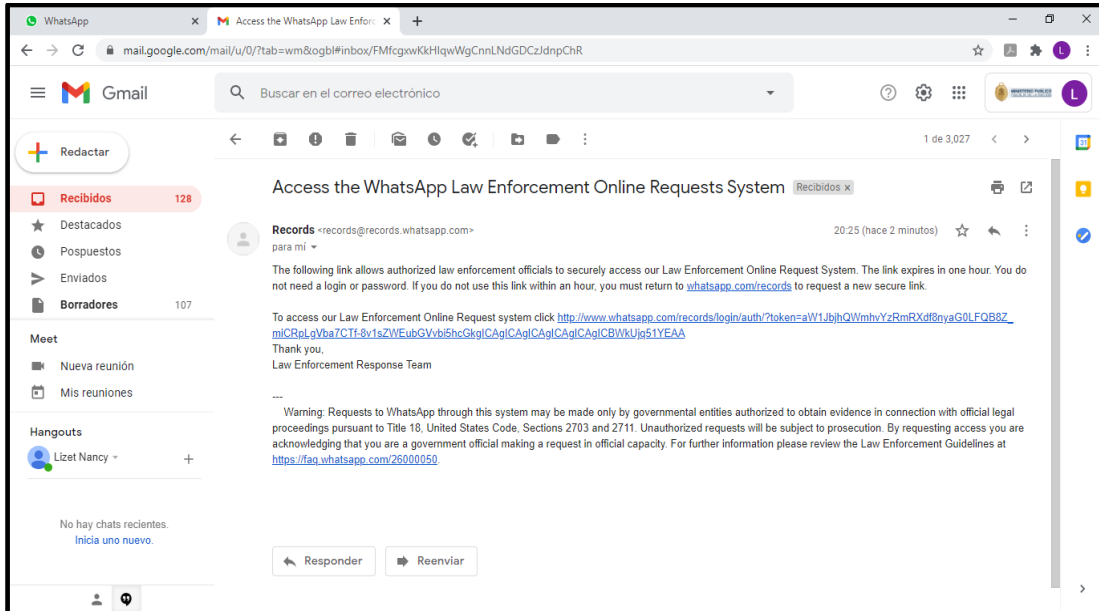 WhatsApp
Access the WhatsApp Law Enforc
mail.google.com/mail/u/0/?tab=wm&ogbl#inbox/FMfcgxwKkHlqwWgCnnLNdGDCzJdnpChR
L
Gmail
Buscar en el correo electrónico
L
Redactar
1 de 3,027
31
Recibidos 128
Destacados
Pospuestos
Enviados
Borradores 107
Meet
Nueva reunión
Mis reuniones
Hangouts
Lizet Nancy
No hay chats recientes.
Inicia uno nuevo.
Access the WhatsApp Law Enforcement Online Requests System Recibidos x
Records <records@records.whatsapp.com> 20:25 (hace 2 minutos)
para mí
The following link allows authorized law enforcement officials to securely access our Law Enforcement Online Request System. The link expires in one hour. You do
not need a login or password. If you do not use this link within an hour, you must return to whatsapp.com/records to request a new secure link.
To access our Law Enforcement Online Request system click http://www.whatsapp.com/records/login/auth/?token=aW1JbjhQWmhvYzRmRXdf8nyaG0LFQB8Z_
miCRpLgVba7CTf-8v1sZWEubGVvbi5hcGkgICAgICAgICAgICAgICAgICBWkUjq51YEAA
Thank you,
Law Enforcement Response Team
---
Warning: Requests to WhatsApp through this system may be made only by governmental entities authorized to obtain evidence in connection with official legal
proceedings pursuant to Title 18, United States Code, Sections 2703 and 2711. Unauthorized requests will be subject to prosecution. By requesting access you are
acknowledging that you are a government official making a request in official capacity. For further information please review the Law Enforcement Guidelines at
https://faq.whatsapp.com/26000050.
Responder
Reenviar